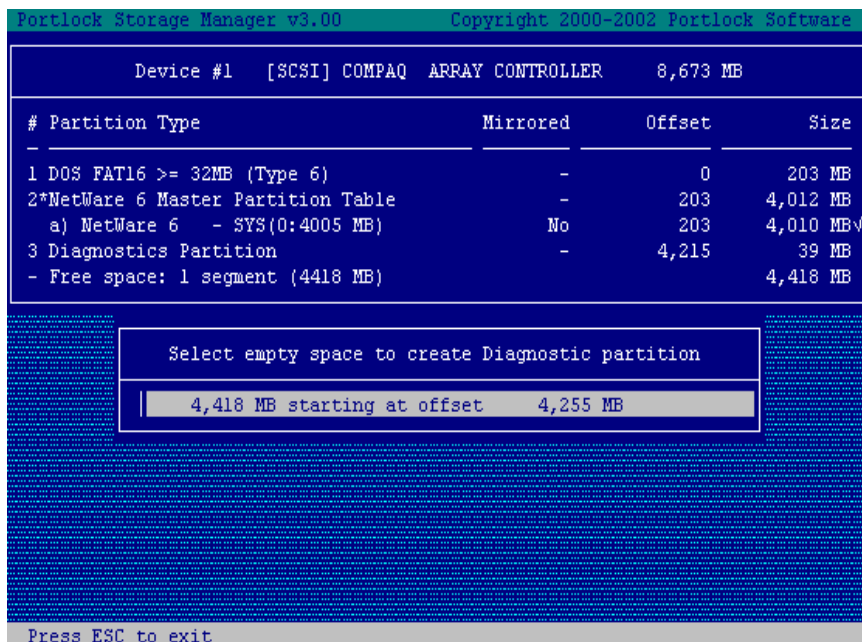 Portlock Storage Manager v3.00 Copyright 2000-2002 Portlock Software
Device #1 [SCSI] COMPAQ ARRAY CONTROLLER 8,673 MB
# Partition Type Mirrored Offset Size
1 DOS FAT16 >= 32MB (Type 6) - 0 203 MB
2*NetWare 6 Master Partition Table - 203 4,012 MB
a) NetWare 6 - SYS(0:4005 MB) No 203 4,010 MB√
3 Diagnostics Partition - 4,215 39 MB
- Free space: 1 segment (4418 MB) 4,418 MB
Select empty space to create Diagnostic partition
4,418 MB starting at offset 4,255 MB
Press ESC to exit